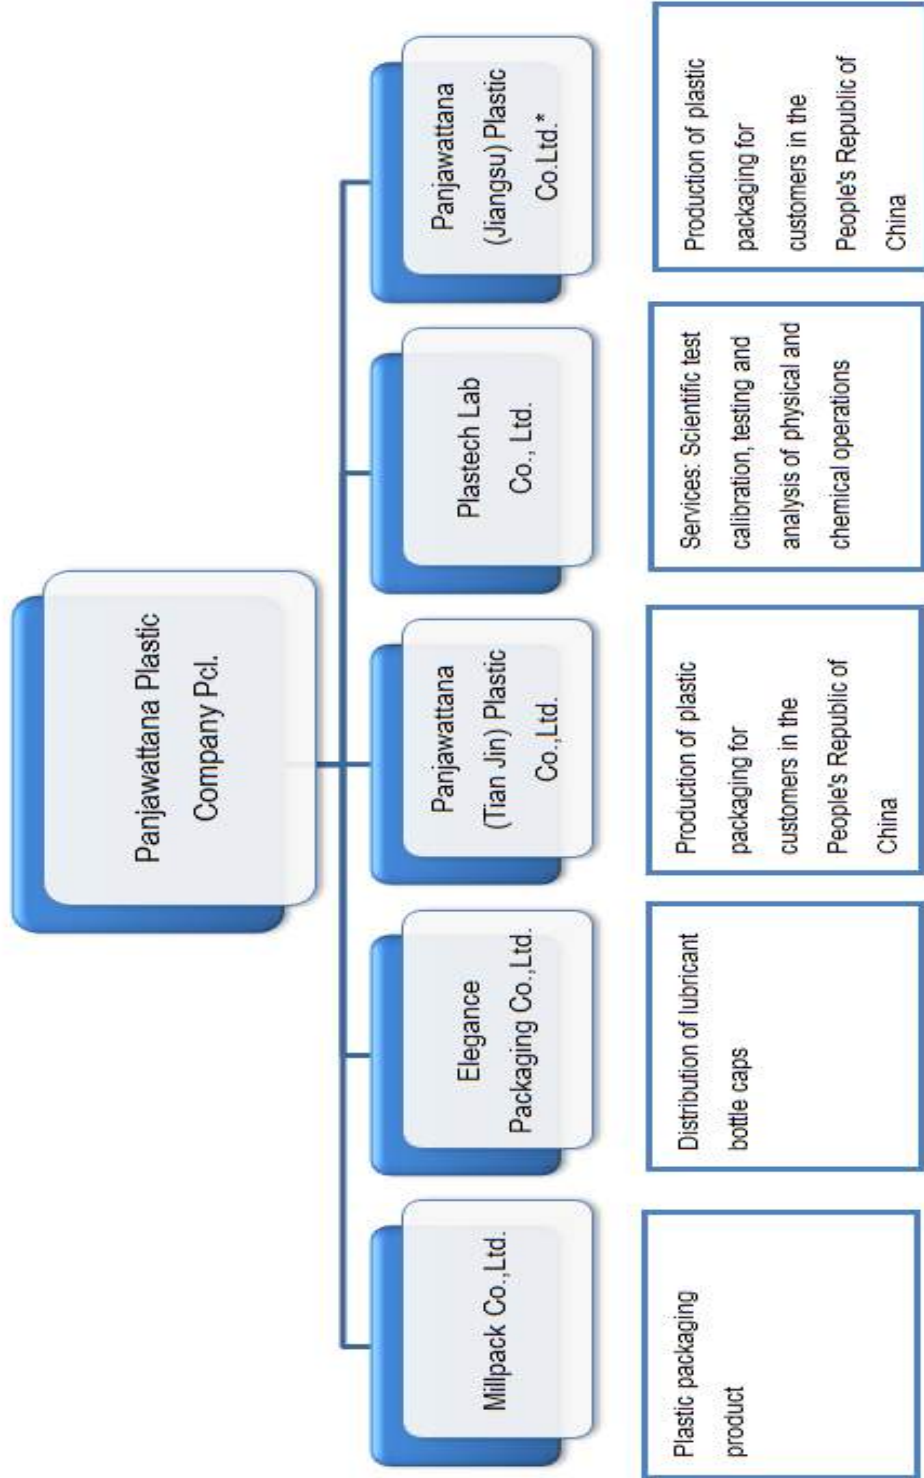 Panjawattana Plastic
Company Pcl.
Millpack Co.,Ltd.
Elegance
Packaging Co.,Ltd.
Panjawattana
(Tian Jin) Plastic
Co.,Ltd.
Plastech Lab
Co., Ltd.
Panjawattana
(Jiangsu) Plastic
Co.Ltd.*
Plastic packaging
product
Distribution of lubricant
bottle caps
Production of plastic
packaging for
customers in the
People's Republic of
China
Services: Scientific test
calibration, testing and
analysis of physical and
chemical operations
Production of plastic
packaging for
customers in the
People's Republic of
China